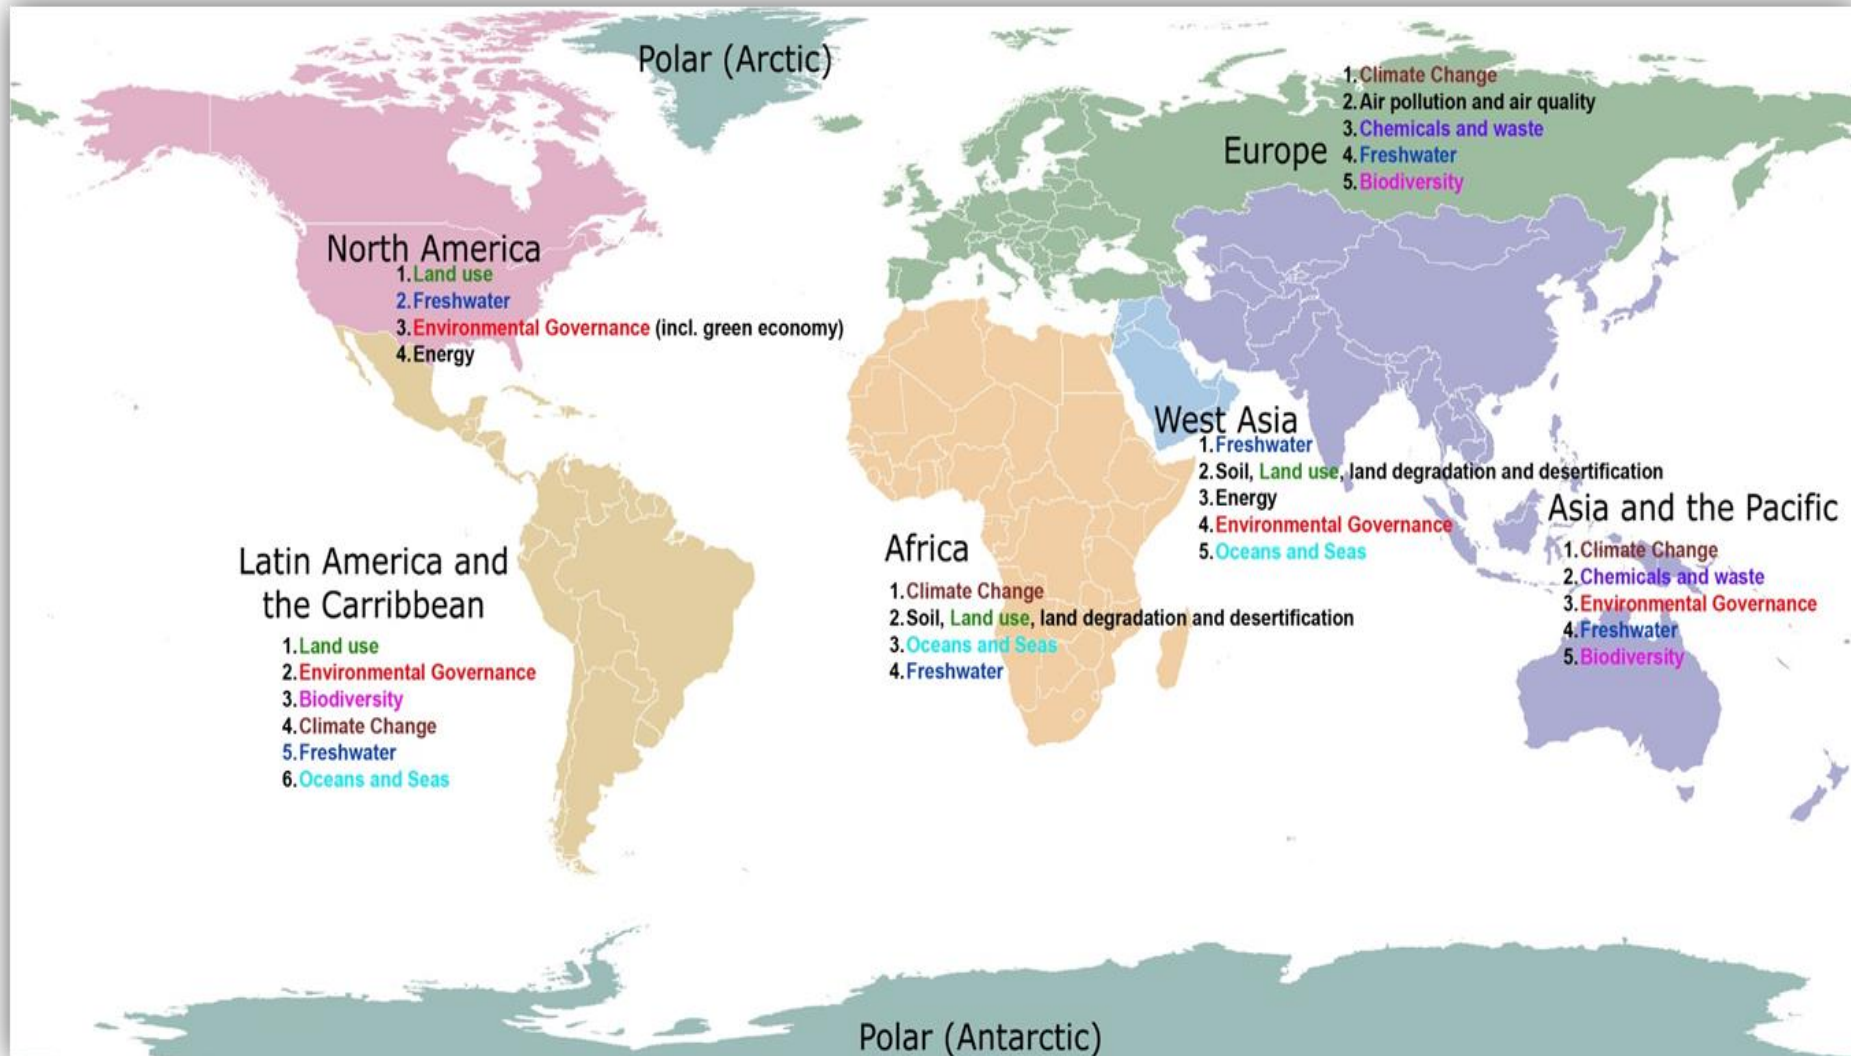 Polar (Arctic)
Europe
1.Climate Change
2.Air pollution and air quality
3.Chemicals and waste
4.Freshwater
5.Biodiversity
North America
1.Land use
2.Freshwater
3.Environmental Governance (incl. green economy)
4.Energy
West Asia
1.Freshwater
2.Soil, Land use, land degradation and desertification
3.Energy
4.Environmental Governance
5.Oceans and Seas
Asia and the Pacific
1.Climate Change
2.Chemicals and waste
3.Environmental Governance
4.Freshwater
5.Biodiversity
Africa
1.Climate Change
2.Soil, Land use, land degradation and desertification
3.Oceans and Seas
4.Freshwater
Latin America and
the Carribbean
1.Land use
2.Environmental Governance
3.Biodiversity
4.Climate Change
5.Freshwater
6.Oceans and Seas
Polar (Antarctic)